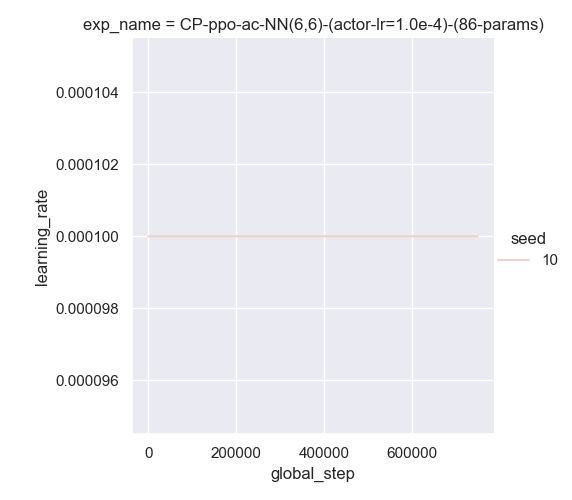 exp_name = CP-ppo-ac-NN(6,6)-(actor-lr=1.0e-4)-(86-params)
0.000104
0.000102
0.000100
0.000098
0.000096
learning_rate
seed
10
0
200000
400000
600000
global_step